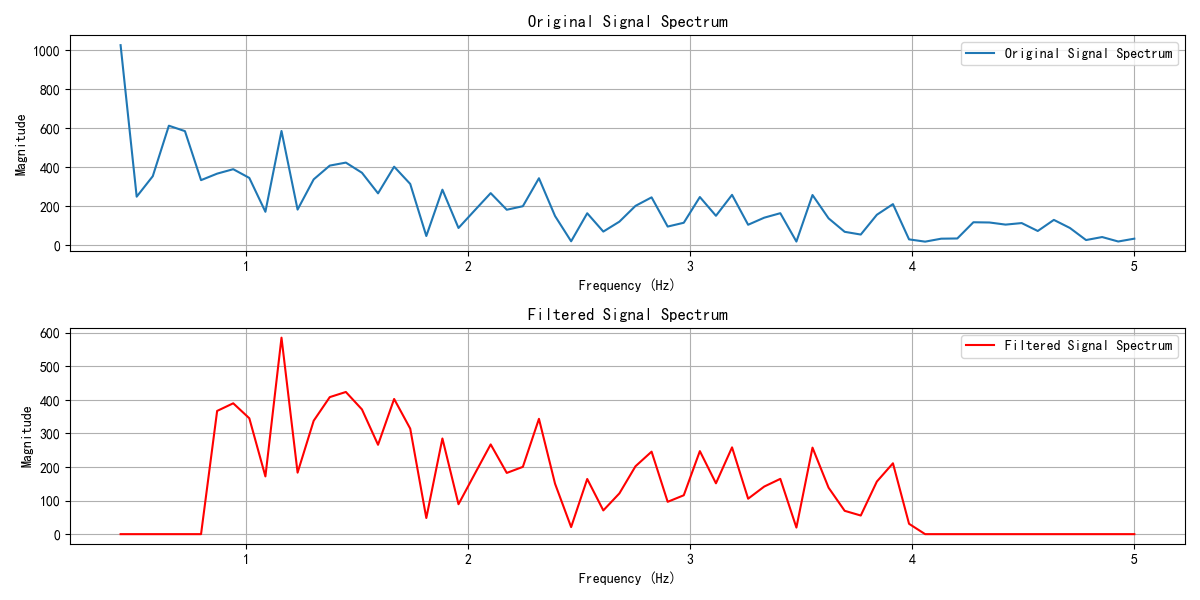 Original Signal Spectrum
Original Signal Spectrum
Magnitude
1000
800
600
400
200
0
1 2 3 4 5
Frequency (Hz)
Filtered Signal Spectrum
Filtered Signal Spectrum
Magnitude
600
500
400
300
200
100
0
1 2 3 4 5
Frequency (Hz)